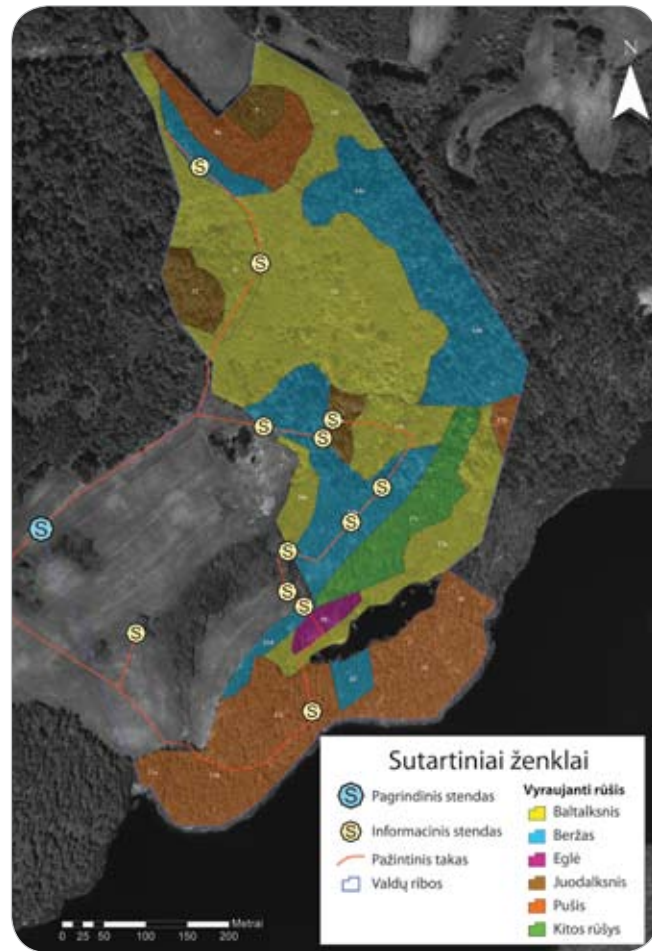 N
S
S
S
S
S
S
S
S
S
S
S
S
S
Sutartiniai ženklai
S Pagrindinis stendas
S Informacinis stendas
Pažintinis takas
Valdų ribos
Vyraujanti rūšis
Baltalksnis
Beržas
Eglė
Juodalksnis
Pušis
Kitos rūšys
Metrai
0 25 50 100 150 200